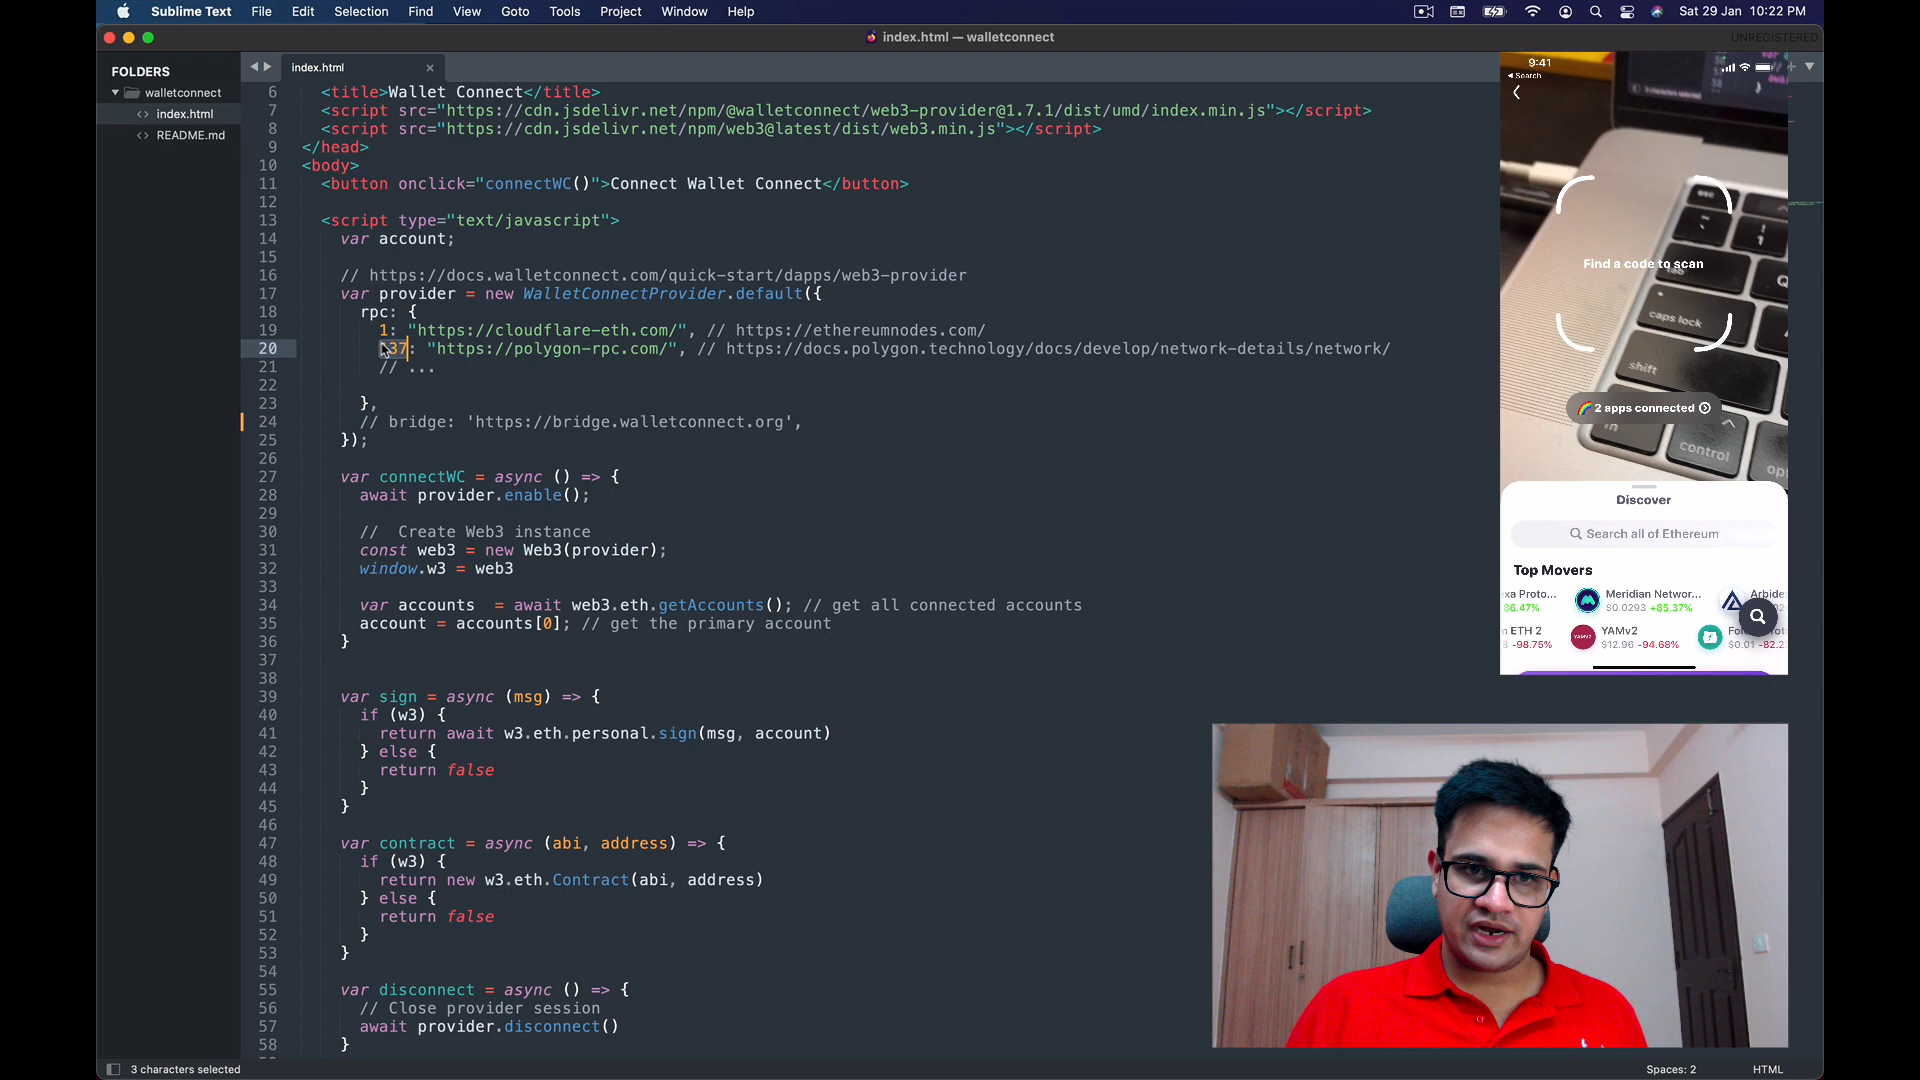 Sublime Text File Edit Selection Find View Goto Tools Project Window Help Sat 29 Jan 10:22 PM
index.html — walletconnect UNREGISTERED
FOLDERS
walletconnect
index.html
README.md
index.html
6 <title>Wallet Connect</title>
7 <script src="https://cdn.jsdelivr.net/npm/@walletconnect/web3-provider@1.7.1/dist/umd/index.min.js"></script>
8 <script src="https://cdn.jsdelivr.net/npm/web3@latest/dist/web3.min.js"></script>
9 </head>
10 <body>
11 <button onclick="connectWC()">Connect Wallet Connect</button>
12
13 <script type="text/javascript">
14 var account;
15
16 // https://docs.walletconnect.com/quick-start/dapps/web3-provider
17 var provider = new WalletConnectProvider.default({
18 rpc: {
19 1: "https://cloudflare-eth.com/", // https://ethereumnodes.com/
20 137: "https://polygon-rpc.com/", // https://docs.polygon.technology/docs/develop/network-details/network/
21 // ...
22
23 },
24 // bridge: 'https://bridge.walletconnect.org',
25 });
26
27 var connectWC = async () => {
28 await provider.enable();
29
30 //  Create Web3 instance
31 const web3 = new Web3(provider);
32 window.w3 = web3
33
34 var accounts  = await web3.eth.getAccounts(); // get all connected accounts
35 account = accounts[0]; // get the primary account
36 }
37
38
39 var sign = async (msg) => {
40 if (w3) {
41 return await w3.eth.personal.sign(msg, account)
42 } else {
43 return false
44 }
45 }
46
47 var contract = async (abi, address) => {
48 if (w3) {
49 return new w3.eth.Contract(abi, address)
50 } else {
51 return false
52 }
53 }
54
55 var disconnect = async () => {
56 // Close provider session
57 await provider.disconnect()
58 }
9:41
Search
esc
Find a code to scan
tab
caps lock
shift
2 apps connected
control
Discover
Search all of Ethereum
Top Movers
Meridian Networ...
$0.0293 +85.37%
86.47%
ETH 2
-98.75%
YAMv2
$12.96 -94.68%
$0.01
3 characters selected Spaces: 2 HTML